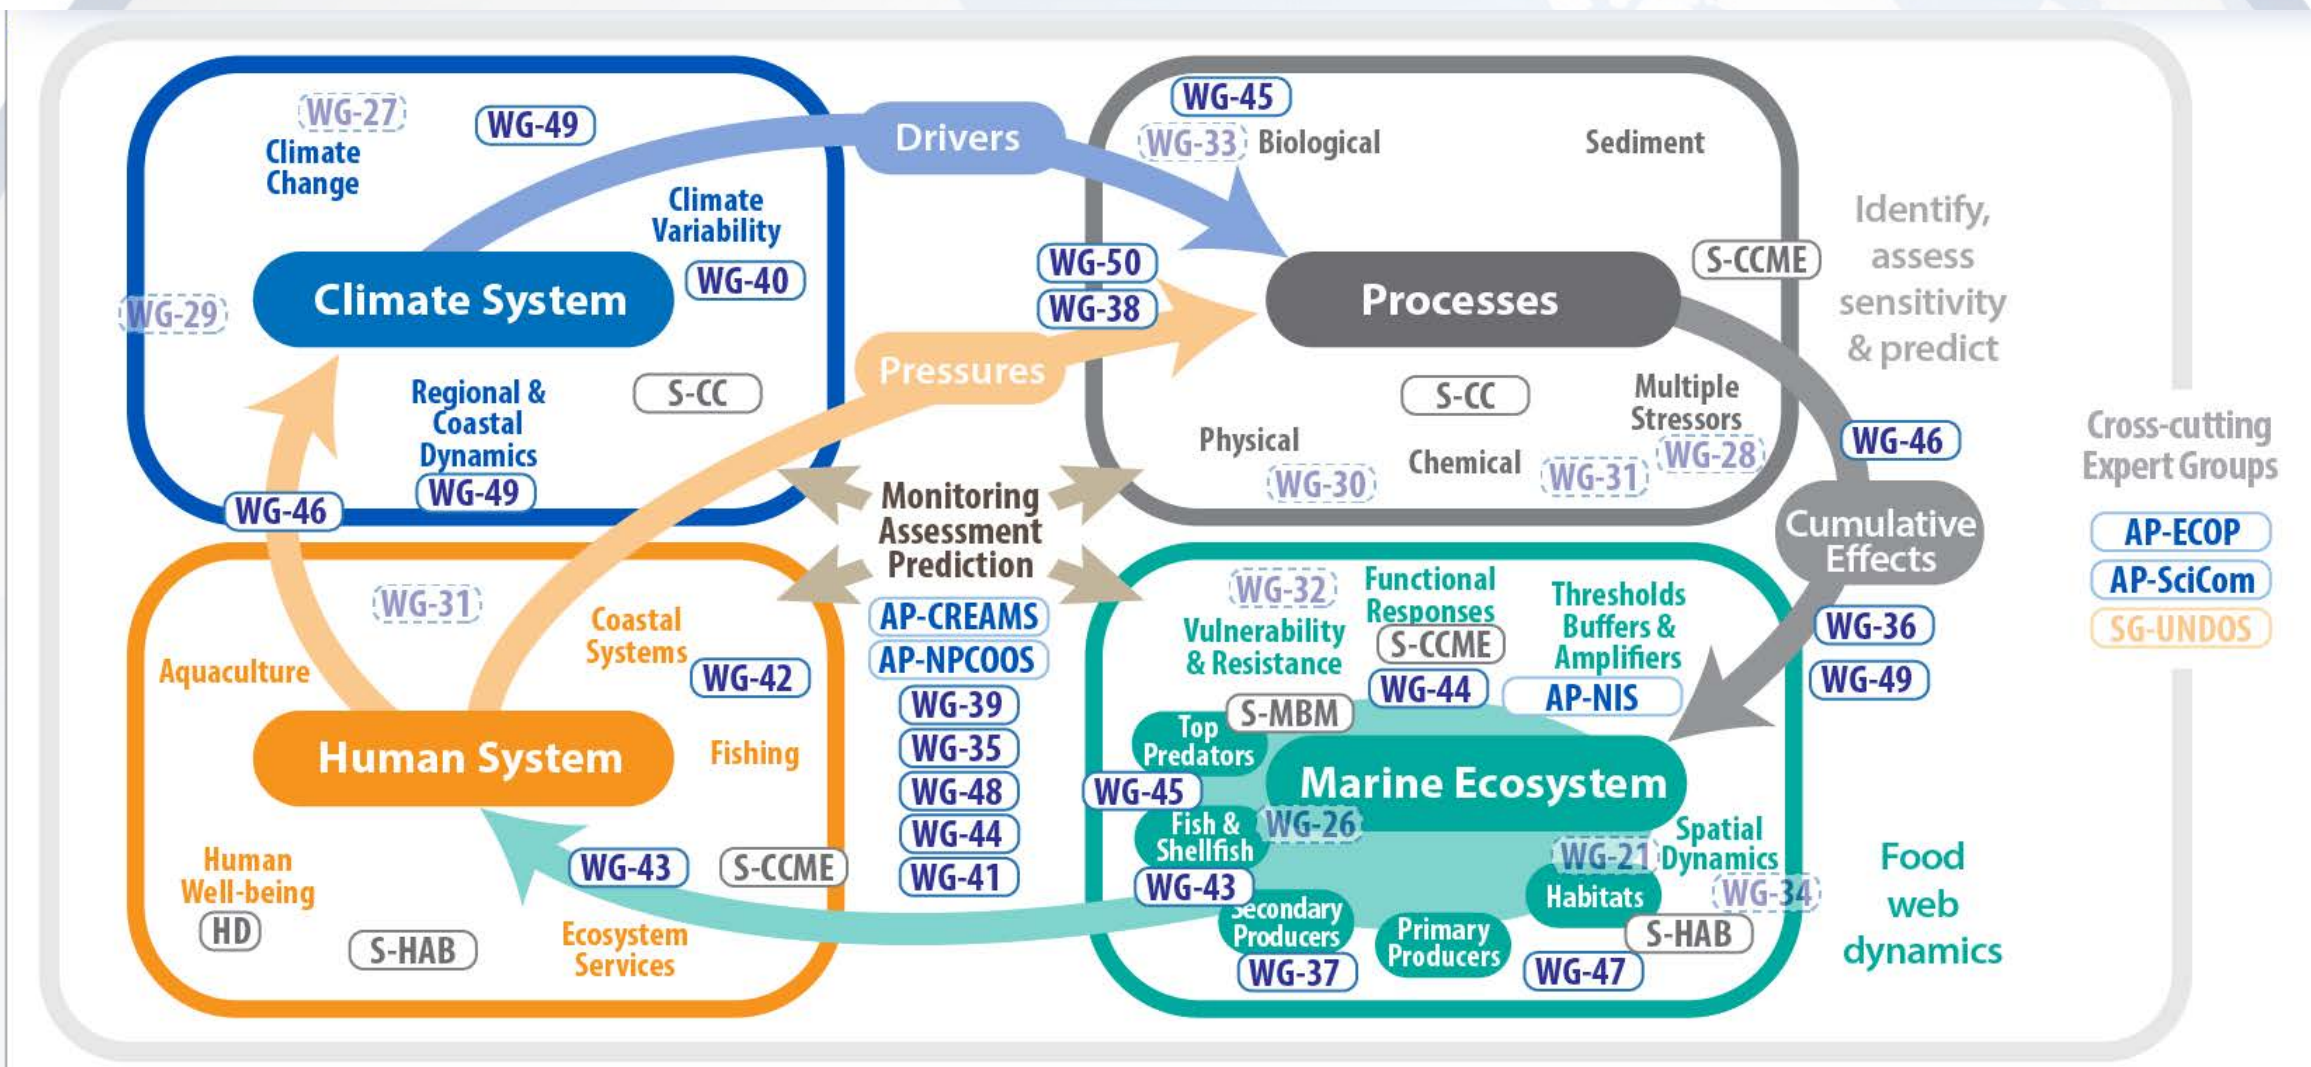 WG-27
WG-49
Climate
Change
Climate
Variability
WG-40
Climate System
WG-29
Regional &
Coastal
Dynamics
WG-49
S-CC
WG-46
Drivers
Pressures
WG-50
WG-38
WG-45
WG-33
Biological
Sediment
S-CCME
Processes
S-CC
Multiple
Stressors
WG-28
Physical
WG-30
Chemical
WG-31
Identify,
assess
sensitivity
& predict
WG-46
Cumulative
Effects
WG-36
WG-49
Cross-cutting
Expert Groups
AP-ECOP
AP-SciCom
SG-UNDOS
Monitoring
Assessment
Prediction
AP-CREAMS
AP-NPCOOS
WG-39
WG-35
WG-48
WG-44
WG-41
WG-31
Coastal
Systems
WG-42
Aquaculture
Human System
Fishing
Human
Well-being
HD
S-HAB
WG-43
S-CCME
Ecosystem
Services
WG-32
Vulnerability
& Resistance
Functional
Responses
S-CCME
WG-44
Thresholds
Buffers &
Amplifiers
AP-NIS
S-MBM
Top
Predators
Marine Ecosystem
WG-45
Fish &
Shellfish
WG-26
WG-43
Secondary
Producers
WG-37
Primary
Producers
WG-21
Spatial
Dynamics
WG-34
Habitats
S-HAB
WG-47
Food
web
dynamics